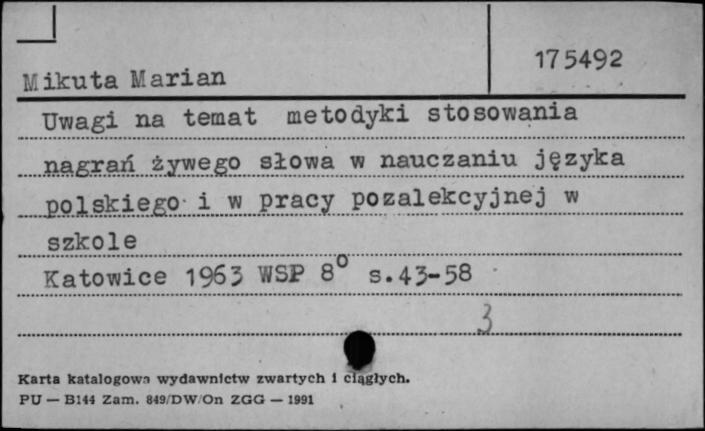 Mikuta Marian 175492
Uwagi na temat metodyki stosowania
nagrań żywego słowa w nauczaniu języka
polskiego i w pracy pozalekcyjnej w
szkole
Katowice 1963 WSP 8° s.43-58
3
Karta katalogowa wydawnictw zwartych i ciągłych.
PU — B144 Zam. 849/DW/On ZGG — 1991